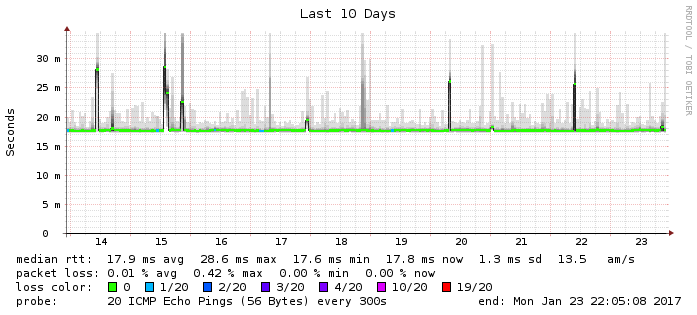 Last 10 Days
RRDTOOL / TOBI OETIKER
Seconds
30 m
25 m
20 m
15 m
10 m
5 m
0
14 15 16 17 18 19 20 21 22 23
median rtt: 17.9 ms avg 28.6 ms max 17.6 ms min 17.8 ms now 1.3 ms sd 13.5 am/s
packet loss: 0.01 % avg 0.42 % max 0.00 % min 0.00 % now
loss color: 0 1/20 2/20 3/20 4/20 10/20 19/20
probe: 20 ICMP Echo Pings (56 Bytes) every 300s end: Mon Jan 23 22:05:08 2017